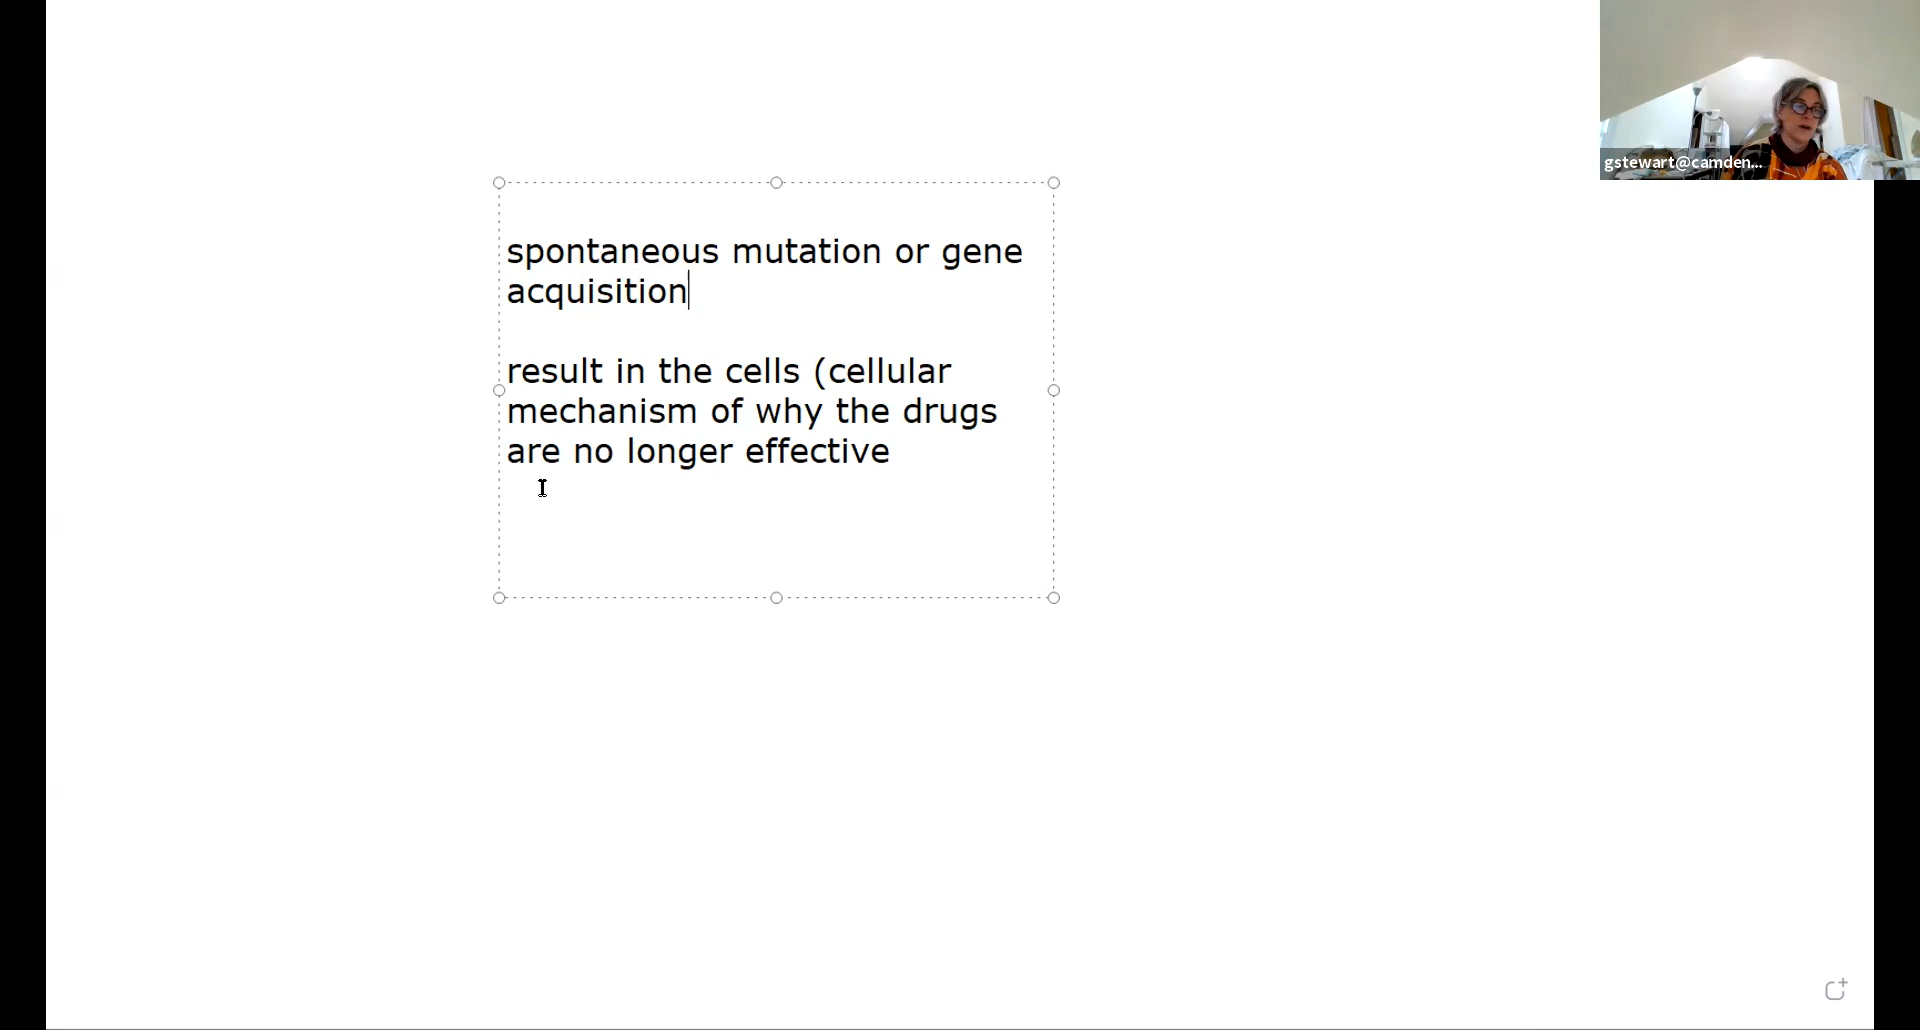 gstewart@camden...
spontaneous mutation or gene
acquisition
result in the cells (cellular
mechanism of why the drugs
are no longer effective